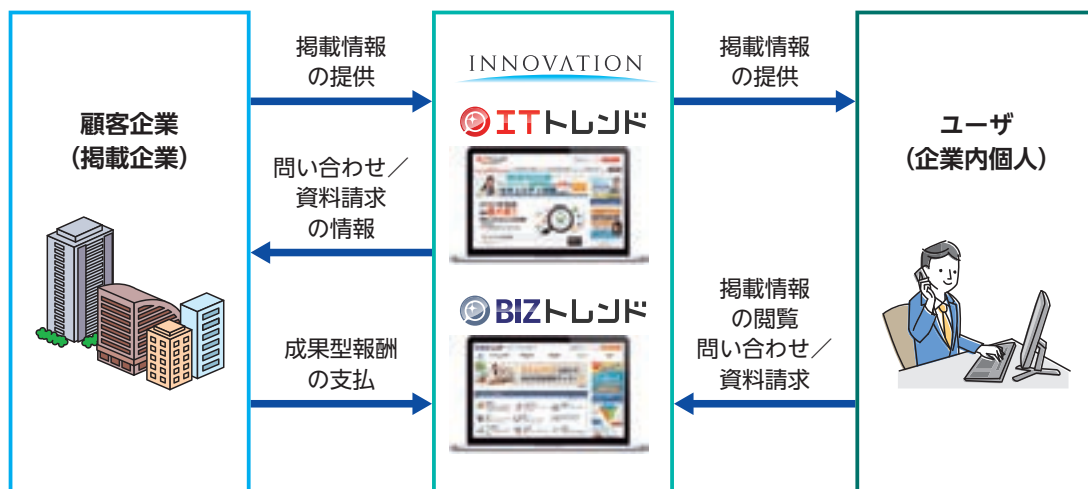 顧客企業
(掲載企業)
掲載情報
の提供
問い合わせ／
資料請求
の情報
成果型報酬
の支払
INNOVATION
ITトレンド
BIZトレンド
掲載情報
の提供
掲載情報
の閲覧
問い合わせ／
資料請求
ユーザ
(企業内個人)